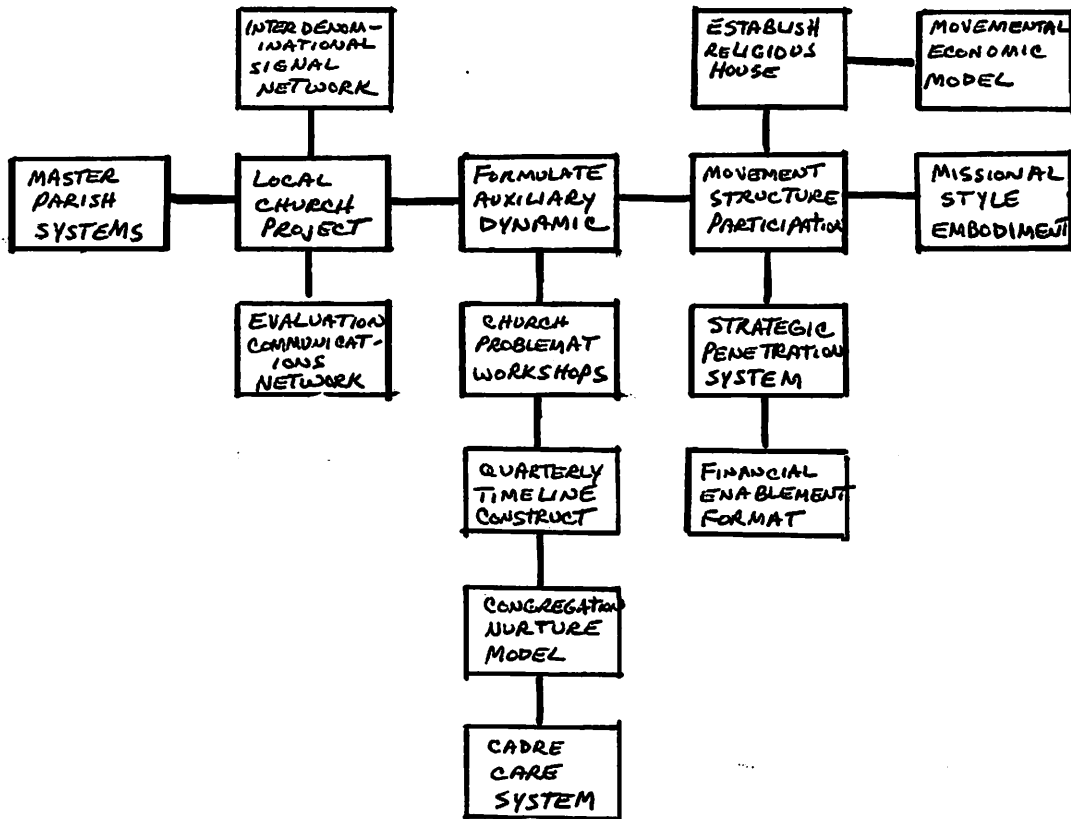 INTERDENOM-
INATIONAL
SIGNAL
NETWORK
ESTABLISH
RELIGIOUS
HOUSE
MOVEMENTAL
ECONOMIC
MODEL
MASTER
PARISH
SYSTEMS
LOCAL
CHURCH
PROJECT
FORMULATE
AUXILIARY
DYNAMIC
MOVEMENT
STRUCTURE
PARTICIPATION
MISSIONAL
STYLE
EMBODIMENT
EVALUATION
COMMUNICAT-
IONS
NETWORK
CHURCH
PROBLEMAT
WORKSHOPS
STRATEGIC
PENETRATION
SYSTEM
QUARTERLY
TIMELINE
CONSTRUCT
FINANCIAL
ENABLEMENT
FORMAT
CONGREGATION
NURTURE
MODEL
CADRE
CARE
SYSTEM